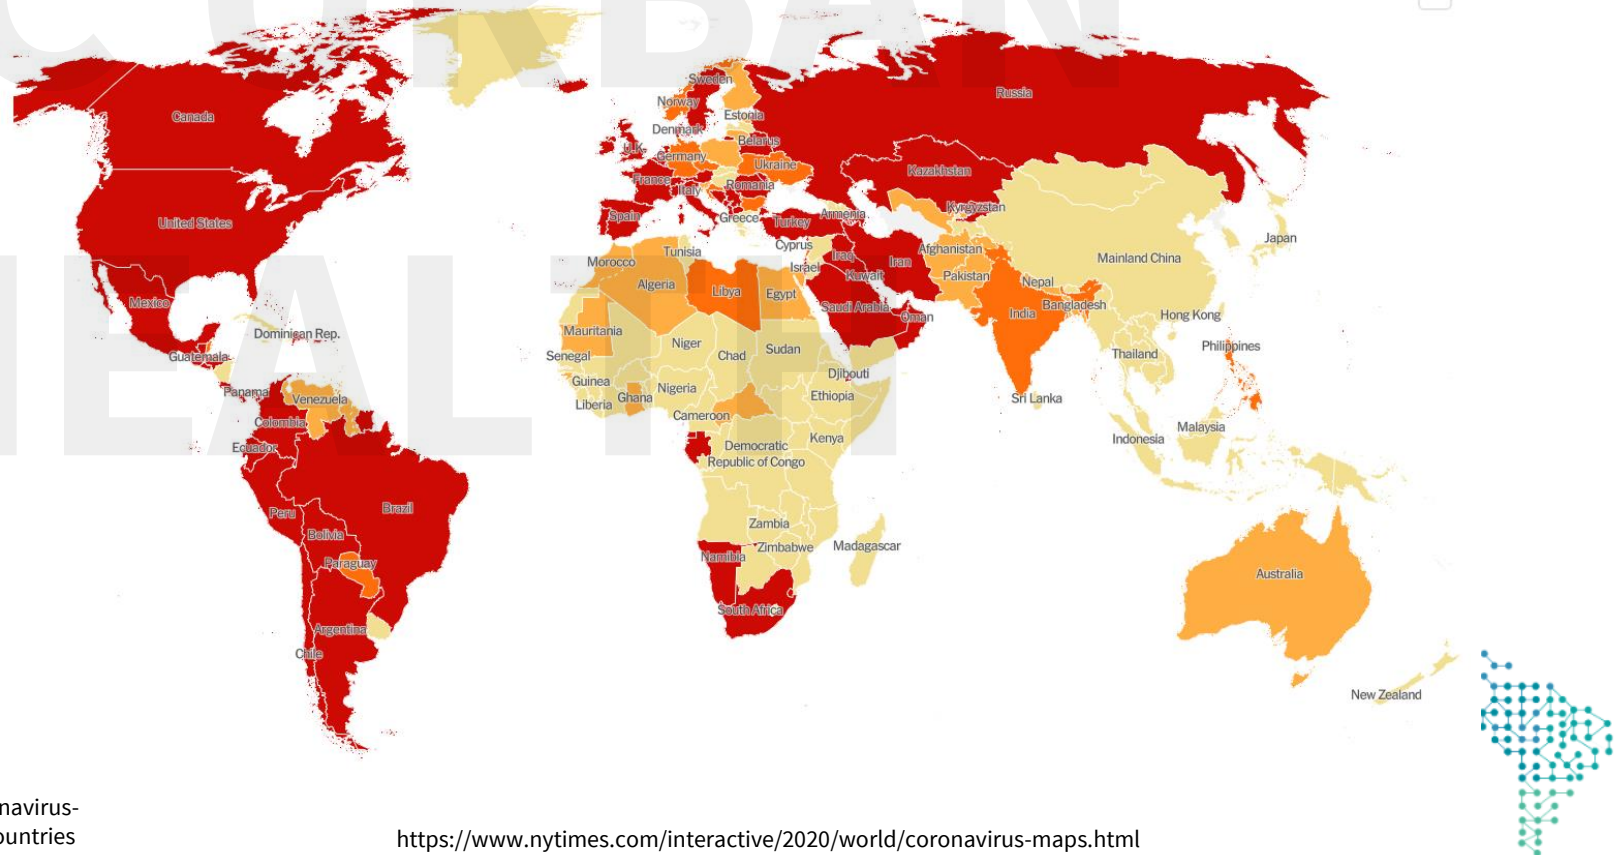 C URBAN
HEALTH
Canada
United States
Mexico
Guatemala
Panama
Dominican Rep.
Venezuela
Colombia
Ecuador
Peru
Brazil
Bolivia
Paraguay
Argentina
Chile
Sweden
Norway
Estonia
Denmark
Belarus
U.K.
Germany
Ukraine
France
Italy
Romania
Spain
Greece
Turkey
Armenia
Russia
Kazakhstan
Kyrgyzstan
Cyprus
Israel
Iraq
Iran
Kuwait
Saudi Arabia
Oman
Afghanistan
Pakistan
Nepal
Bangladesh
India
Sri Lanka
Mainland China
Japan
Hong Kong
Philippines
Thailand
Malaysia
Indonesia
Tunisia
Morocco
Algeria
Libya
Egypt
Mauritania
Senegal
Niger
Chad
Sudan
Guinea
Liberia
Ghana
Nigeria
Djibouti
Ethiopia
Cameroon
Democratic
Republic of Congo
Kenya
Zambia
Zimbabwe
Madagascar
Namibia
South Africa
Australia
New Zealand
navirus-
ountries
https://www.nytimes.com/interactive/2020/world/coronavirus-maps.html